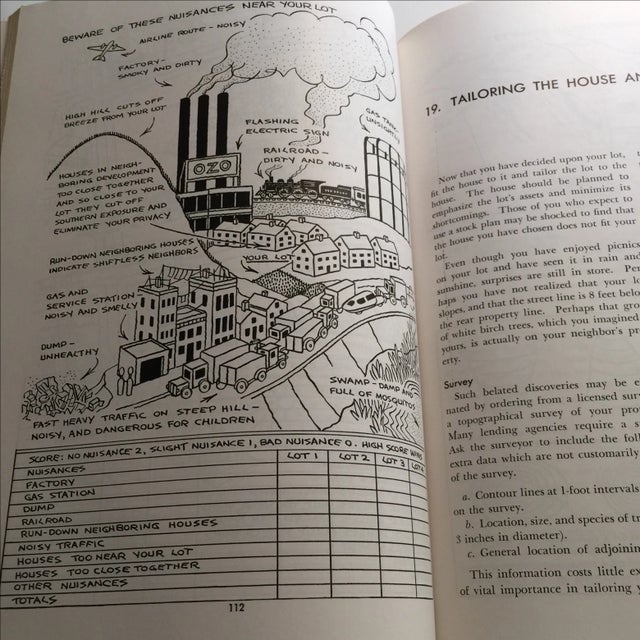 BEWARE OF THESE NUISANCES NEAR YOUR LOT
AIRLINE ROUTE - NOISY
FACTORY-
SMOKY AND DIRTY
HIGH HILL CUTS OFF
BREEZE FROM YOUR LOT
FLASHING
ELECTRIC SIGN
GAS TANK-
UNSIGHTLY
OZO
RAILROAD-
DIRTY AND NOISY
HOUSES IN NEIGH-
BORING DEVELOPMENT
TOO CLOSE TOGETHER
AND SO CLOSE TO YOUR
LOT THEY CUT OFF
SOUTHERN EXPOSURE AND
ELIMINATE YOUR PRIVACY
RUN-DOWN NEIGHBORING HOUSES
INDICATE SHIFTLESS NEIGHBORS
YOUR LOT
GAS AND
SERVICE STATION
NOISY AND SMELLY
DUMP-
UNHEALTHY
SWAMP-DAMP AND
FULL OF MOSQUITOS
FAST HEAVY TRAFFIC ON STEEP HILL-
NOISY, AND DANGEROUS FOR CHILDREN
SCORE: NO NUISANCE 2, SLIGHT NUISANCE 1, BAD NUISANCE 0. HIGH SCORE WINS
NUISANCES LOT 1 LOT 2 LOT 3 LOT
FACTORY
GAS STATION
DUMP
RAILROAD
RUN-DOWN NEIGHBORING HOUSES
NOISY TRAFFIC
HOUSES TOO NEAR YOUR LOT
HOUSES TOO CLOSE TOGETHER
OTHER NUISANCES
TOTALS
112
19. TAILORING THE HOUSE AN
Now that you have decided upon your lot,
fit the house to it and tailor the lot to the
house. The house should be planned to
emphasize the lot's assets and minimize its
shortcomings. Those of you who expect to
use a stock plan may be shocked to find that
the house you have chosen does not fit your
Even though you have enjoyed picnics
on your lot and have seen it in rain and
sunshine, surprises are still in store. Per-
haps you have not realized that your lo
slopes, and that the street line is 8 feet belo
the rear property line. Perhaps that gro
of white birch trees, which you imagined
yours, is actually on your neighbor's pr
erty.
Survey
Such belated discoveries may be e
nated by ordering from a licensed sur
a topographical survey of your pro
Many lending agencies require a s
Ask the surveyor to include the fol
extra data which are not customarily
of the survey.
a. Contour lines at 1-foot intervals
on the survey.
b. Location, size, and species of tr
3 inches in diameter).
c. General location of adjoinin
This information costs little ex
of vital importance in tailoring y